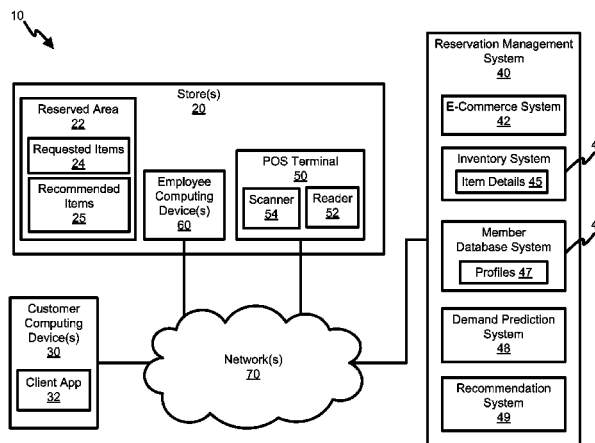 10
Store(s)
20
Reserved Area
22
Requested Items
24
Recommended
Items
25
Employee
Computing
Device(s)
60
POS Terminal
50
Scanner
54
Reader
52
Customer
Computing
Device(s)
30
Client App
32
Network(s)
70
Reservation Management
System
40
E-Commerce System
42
Inventory System
Item Details 45
Member
Database System
Profiles 47
Demand Prediction
System
48
Recommendation
System
49